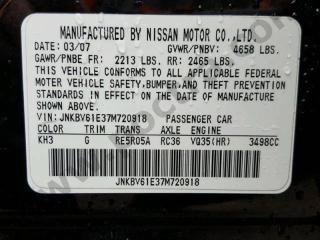 MANUFACTURED BY NISSAN MOTOR CO.,LTD.
DATE: 03/07 GVWR/PNBV: 4658 LBS.
GAWR/PNBE FR: 2213 LBS. RR: 2465 LBS.
THIS VEHICLE CONFORMS TO ALL APPLICABLE FEDERAL
MOTOR VEHICLE SAFETY,BUMPER,AND THEFT PREVENTION
STANDARDS IN EFFECT ON THE DATE OF MANUFACTURE
SHOWN ABOVE.
VIN: JNKBV61E37M720918 PASSENGER CAR
COLOR TRIM TRANS AXLE ENGINE
KH3 G RE5R05A RC36 VQ35(HR) 3498CC
JNKBV61E37M720918